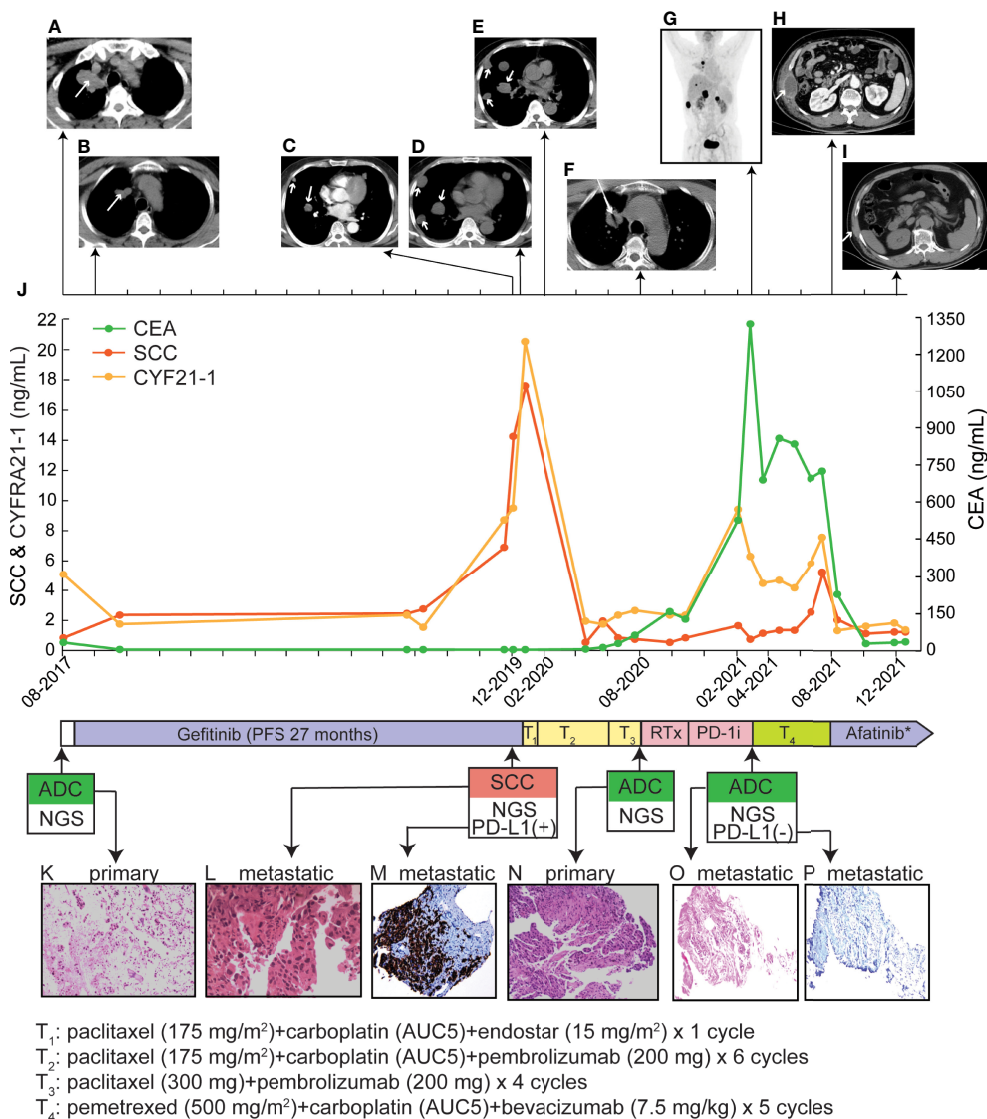 A
E
G
H
B
C
D
F
I
J
22
20
18
16
14
12
10
8
6
4
2
0
SCC & CYFRA21-1 (ng/mL)
CEA
SCC
CYF21-1
1350
1200
1050
900
750
600
450
300
150
0
CEA (ng/mL)
08-2017
12-2019
02-2020
08-2020
02-2021
04-2021
08-2021
12-2021
Gefitinib (PFS 27 months)
T1
T2
T3
RTx
PD-1i
T4
Afatinib*
ADC
NGS
SCC
NGS
PD-L1(+)
ADC
NGS
ADC
NGS
PD-L1(-)
K primary
L metastatic
M metastatic
N primary
O metastatic
P metastatic
T1: paclitaxel (175 mg/m²)+carboplatin (AUC5)+endostar (15 mg/m²) x 1 cycle
T2: paclitaxel (175 mg/m²)+carboplatin (AUC5)+pembrolizumab (200 mg) x 6 cycles
T3: paclitaxel (300 mg)+pembrolizumab (200 mg) x 4 cycles
T4: pemetrexed (500 mg/m²)+carboplatin (AUC5)+bevacizumab (7.5 mg/kg) x 5 cycles